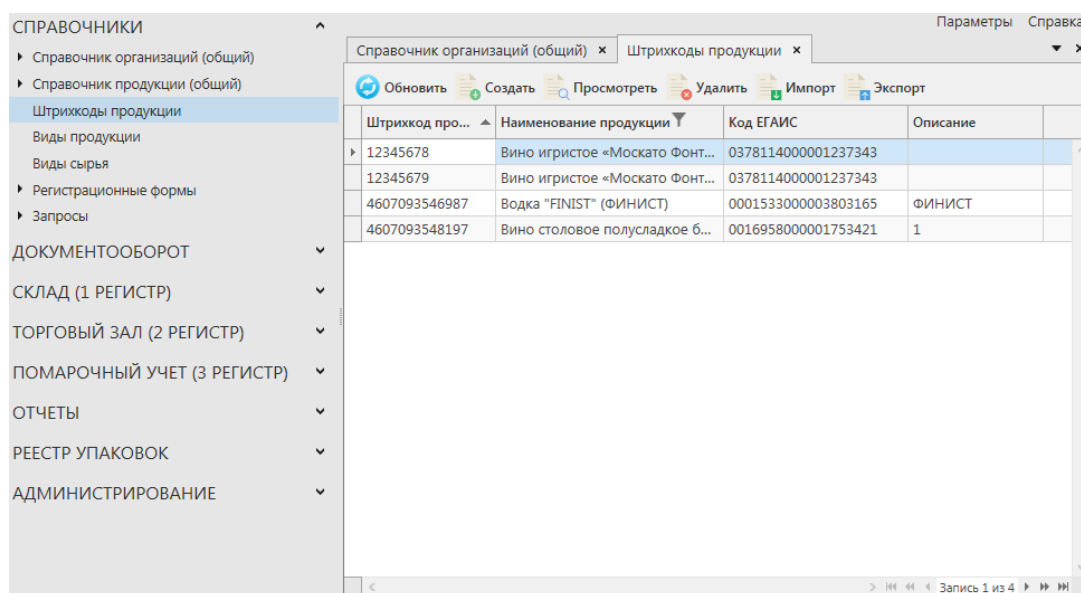 СПРАВОЧНИКИ
Справочник организаций (общий)
Справочник продукции (общий)
Штрихкоды продукции
Виды продукции
Виды сырья
Регистрационные формы
Запросы
ДОКУМЕНТООБОРОТ
СКЛАД (1 РЕГИСТР)
ТОРГОВЫЙ ЗАЛ (2 РЕГИСТР)
ПОМАРОЧНЫЙ УЧЕТ (3 РЕГИСТР)
ОТЧЕТЫ
РЕЕСТР УПАКОВОК
АДМИНИСТРИРОВАНИЕ
Параметры Справка
Справочник организаций (общий) × Штрихкоды продукции ×
Обновить Создать Просмотреть Удалить Импорт Экспорт
Штрихкод про... Наименование продукции Код ЕГАИС Описание
12345678 Вино игристое «Москато Фонт... 0378114000001237343
12345679 Вино игристое «Москато Фонт... 0378114000001237343
4607093546987 Водка "FINIST" (ФИНИСТ) 0001533000003803165 ФИНИСТ
4607093548197 Вино столовое полусладкое б... 0016958000001753421 1
Запись 1 из 4